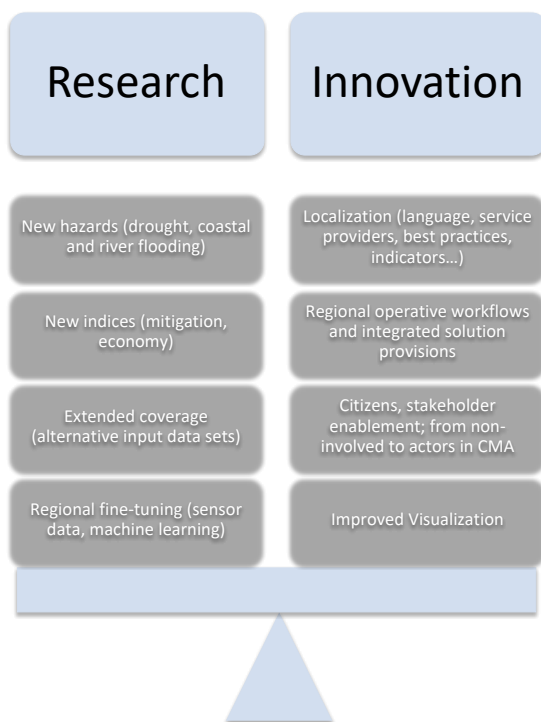 Research
New hazards (drought, coastal
and river flooding)
New indices (mitigation,
economy)
Extended coverage
(alternative input data sets)
Regional fine-tuning (sensor
data, machine learning)
Innovation
Localization (language, service
providers, best practices,
indicators…)
Regional operative workflows
and integrated solution
provisions
Citizens, stakeholder
enablement; from non-
involved to actors in CMA
Improved Visualization